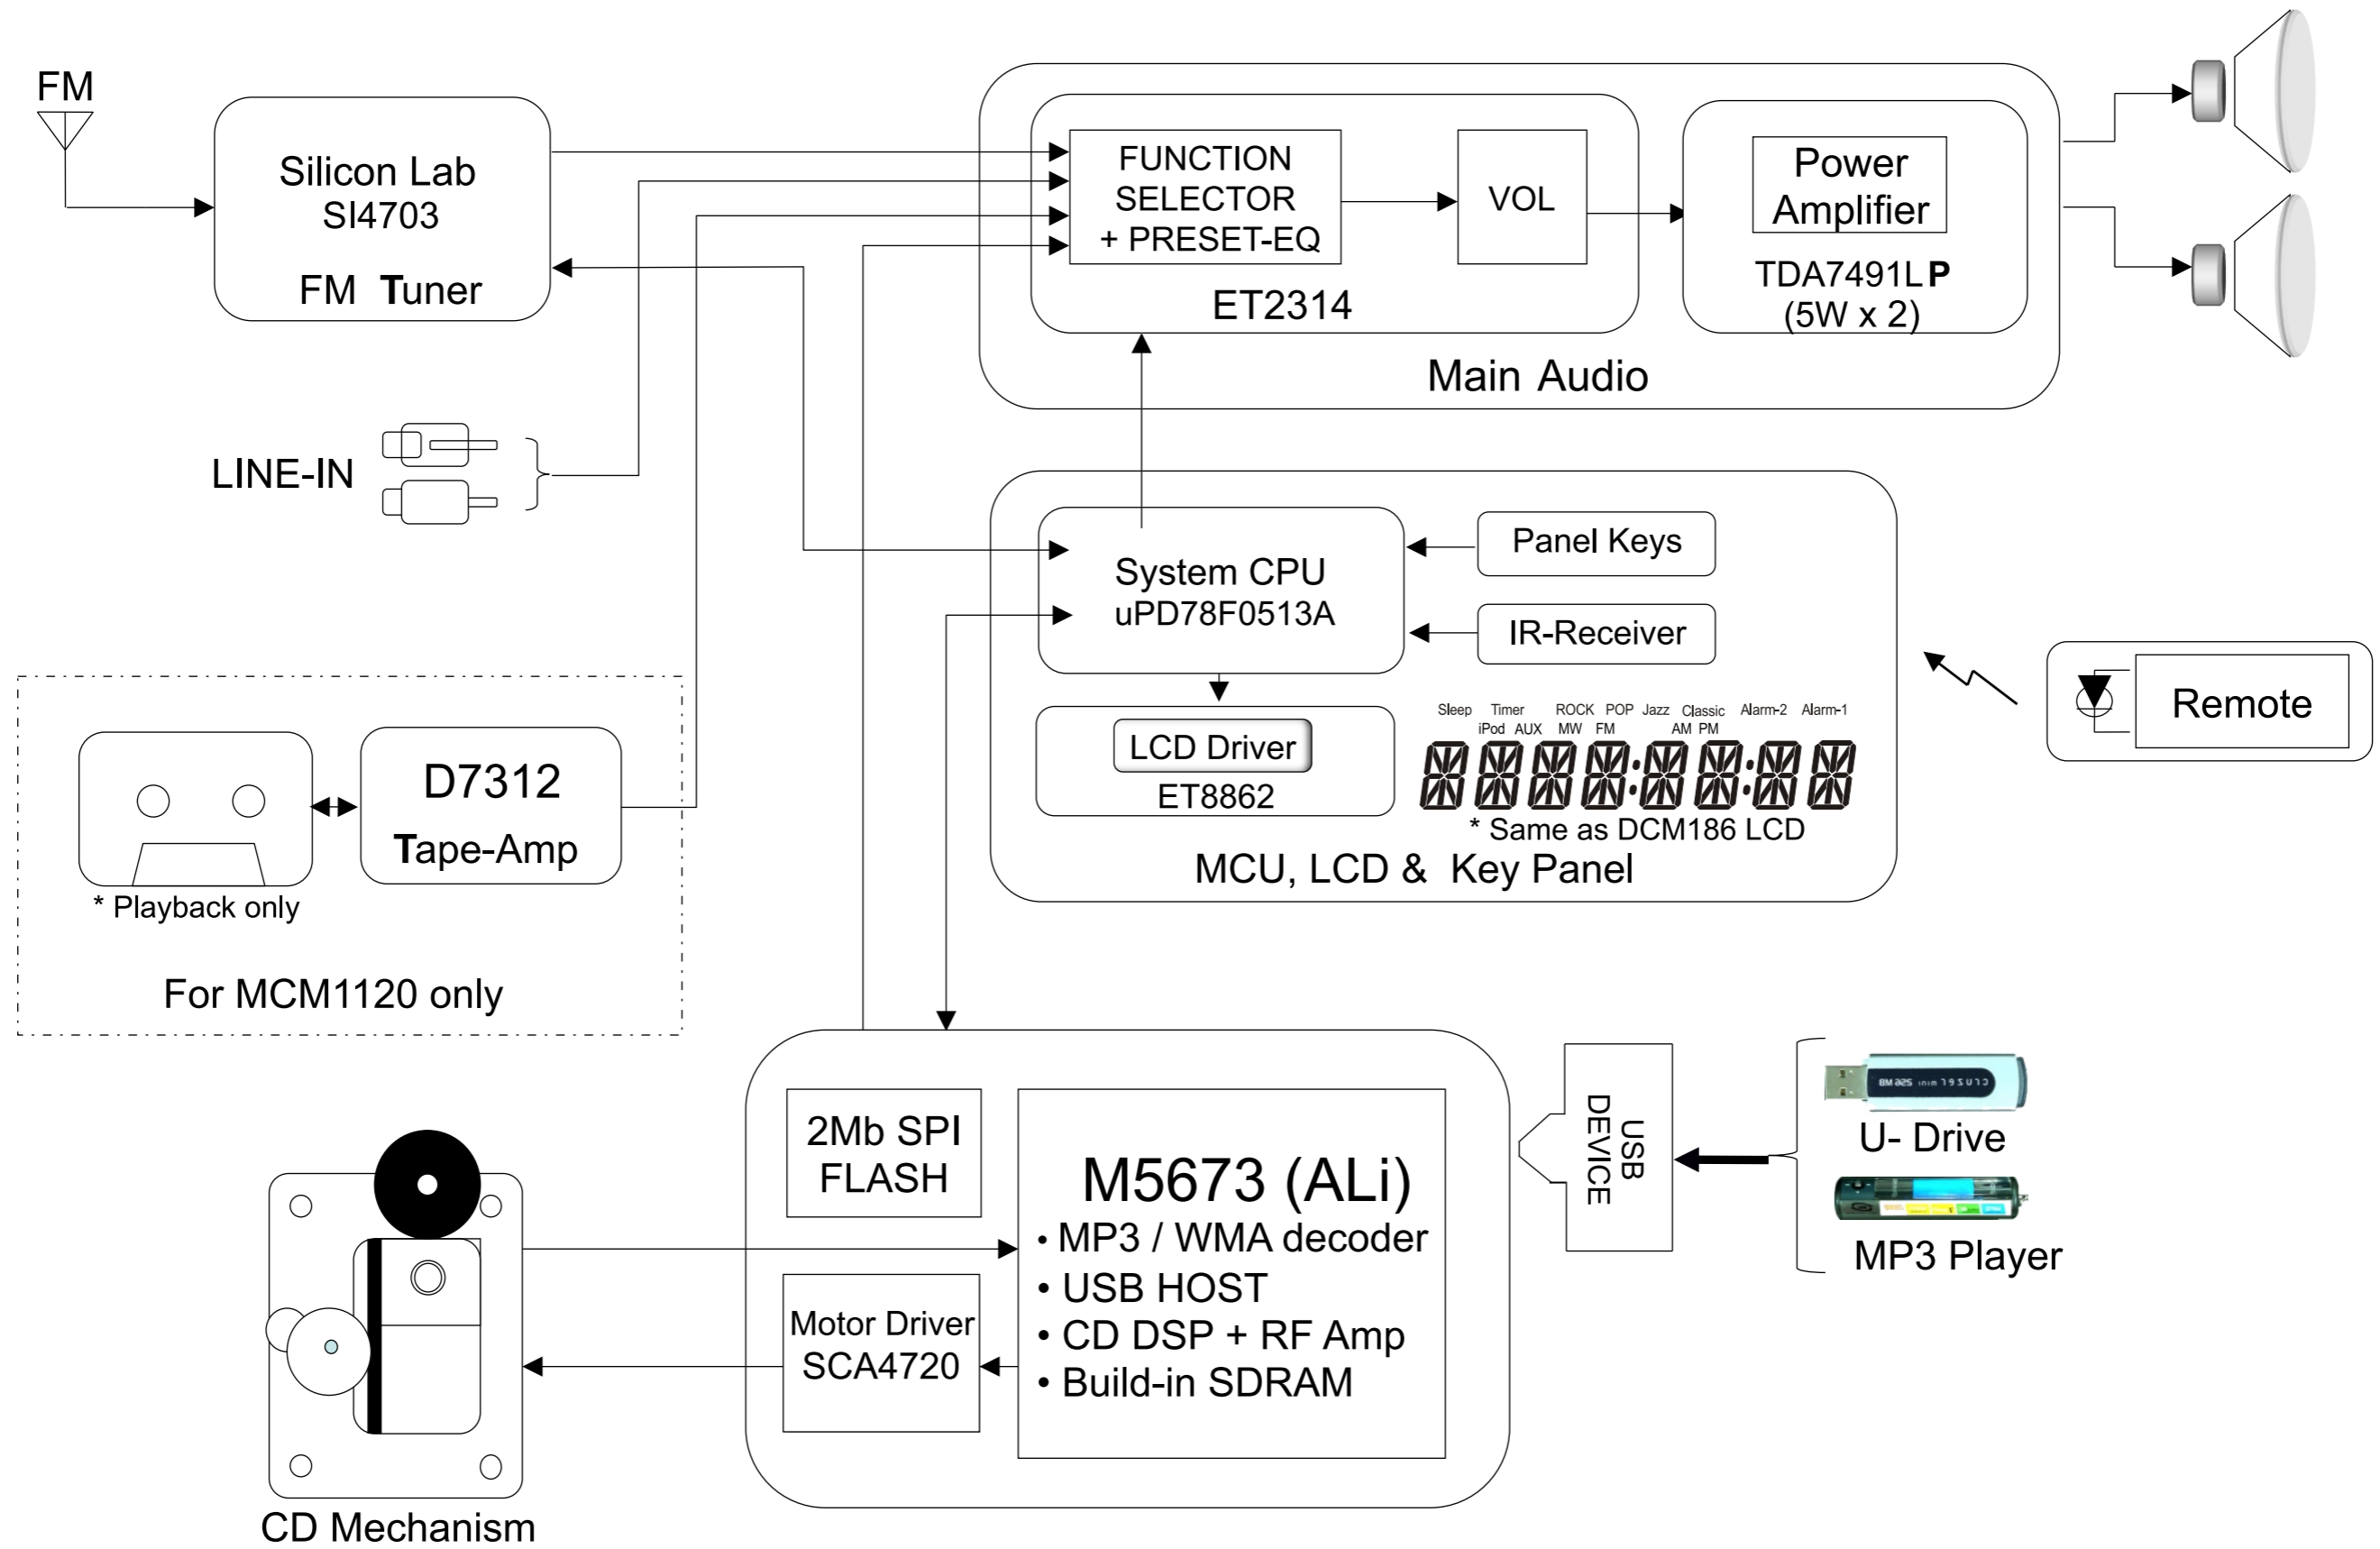 FM
Silicon Lab
SI4703
FM Tuner
FUNCTION
SELECTOR
+ PRESET-EQ
VOL
ET2314
Power
Amplifier
TDA7491LP
(5W x 2)
Main Audio
LINE-IN
System CPU
uPD78F0513A
Panel Keys
IR-Receiver
LCD Driver
ET8862
Sleep Timer ROCK POP Jazz Classic Alarm-2 Alarm-1
iPod AUX MW FM AM PM
* Same as DCM186 LCD
MCU, LCD & Key Panel
Remote
D7312
Tape-Amp
* Playback only
For MCM1120 only
2Mb SPI
FLASH
M5673 (ALi)
• MP3 / WMA decoder
• USB HOST
• CD DSP + RF Amp
• Build-in SDRAM
Motor Driver
SCA4720
USB
DEVICE
cruzer mini 256 MB
U- Drive
MP3 Player
CD Mechanism